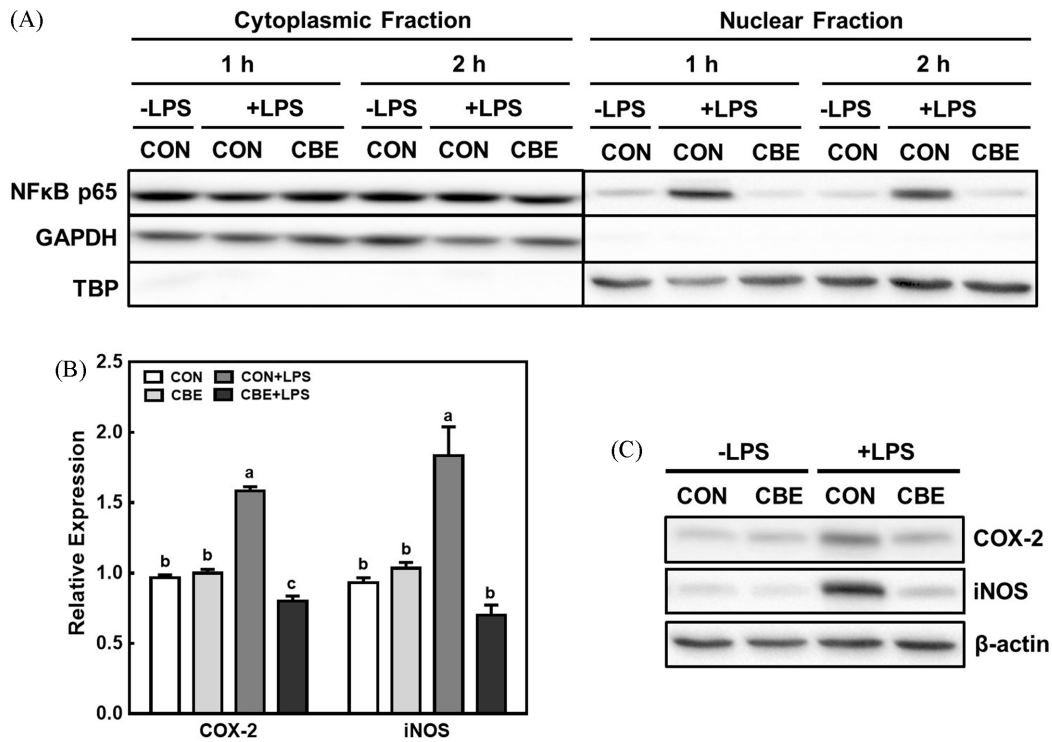 (A)
Cytoplasmic Fraction Nuclear Fraction
1 h 2 h 1 h 2 h
-LPS +LPS -LPS +LPS -LPS +LPS -LPS +LPS
CON CON CBE CON CON CBE CON CON CBE CON CON CBE
NFκB p65
GAPDH
TBP
(B)
2.5
2.0
1.5
1.0
0.5
0.0
Relative Expression
CON CON+LPS
CBE CBE+LPS
b b a c b b a b
COX-2 iNOS
(C)
-LPS +LPS
CON CBE CON CBE
COX-2
iNOS
β-actin